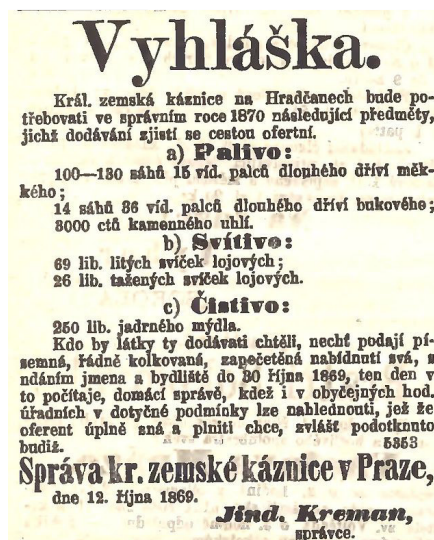 Vyhláška.
Král. zemská káznice na Hradčanech bude po-
třebovati ve správním roce 1870 následující předměty,
jichž dodávání zjistí se cestou ofertní.
a) Palivo:
100—130 sáhů 15 víd. palců dlouhého dříví měk-
kého;
14 sáhů 36 víd. palců dlouhého dříví bukového;
3000 ctů kamenného uhlí.
b) Svítivo:
69 lib. litých svíček lojových;
26 lib. tažených svíček lojových.
c) Čistivo:
250 lib. jadrného mýdla.
Kdo by látky ty dodávati chtěli, nechť podají pí-
semná, řádně kolkovaná, zapečetěná nabídnutí svá, s
ndáním jmena a bydliště do 30 října 1869, ten den v
to počítaje, domácí správě, kdež i v obyčejných hod.
úřadních v dotyčné podmínky lze nahlednouti, jež že
oferent úplně zná a plniti chce, zvlášť podotknuto
budiž. 5353
Správa kr. zemské káznice v Praze,
dne 12. října 1869.
Jind. Kreman,
správce.